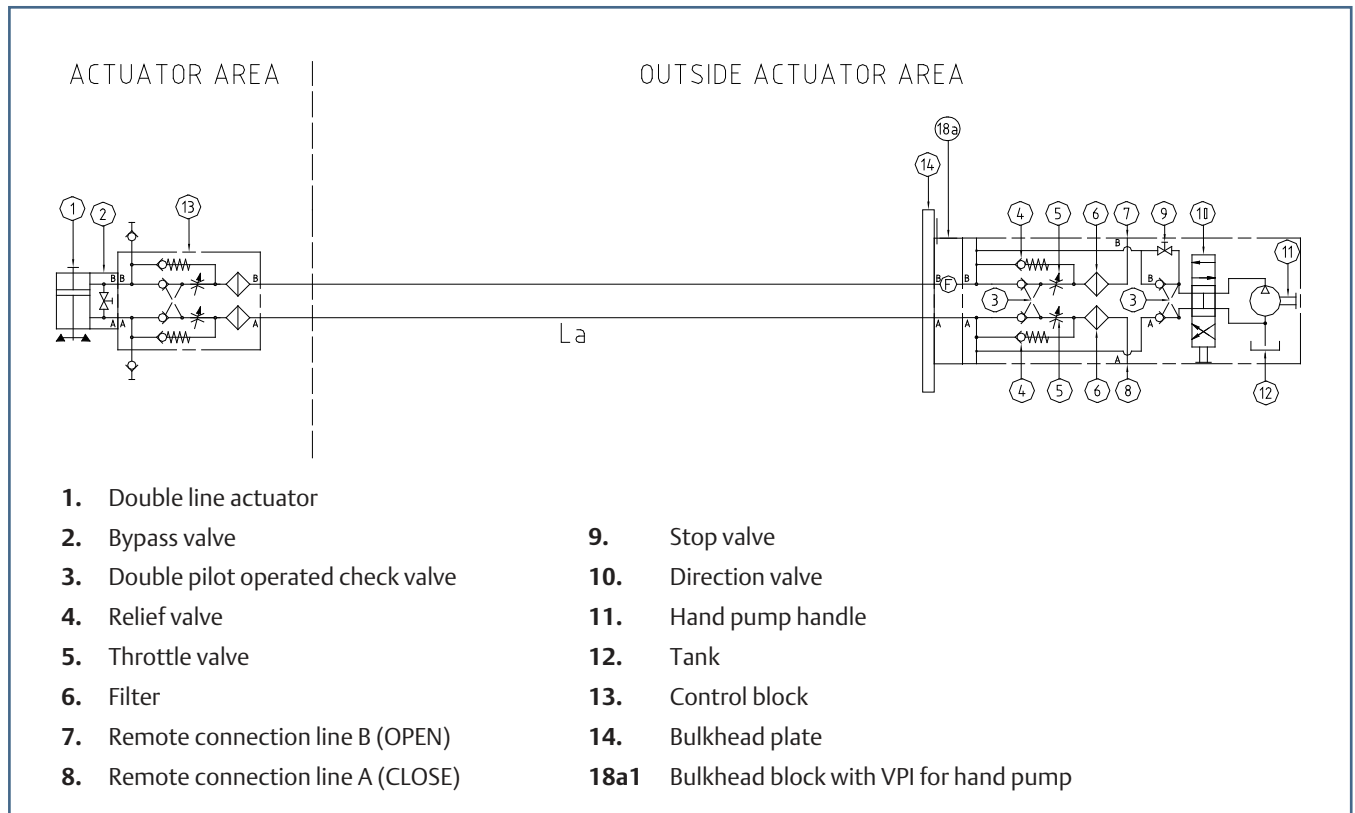 ACTUATOR AREA
OUTSIDE ACTUATOR AREA
18a
14
1
2
13
4
5
6
7
9
10
11
B
B
B
B
B
B
B
F
B
3
3
A
A
A
A
A
A
A
La
4
5
6
8
12
1. Double line actuator
2. Bypass valve
3. Double pilot operated check valve
4. Relief valve
5. Throttle valve
6. Filter
7. Remote connection line B (OPEN)
8. Remote connection line A (CLOSE)
9. Stop valve
10. Direction valve
11. Hand pump handle
12. Tank
13. Control block
14. Bulkhead plate
18a1 Bulkhead block with VPI for hand pump